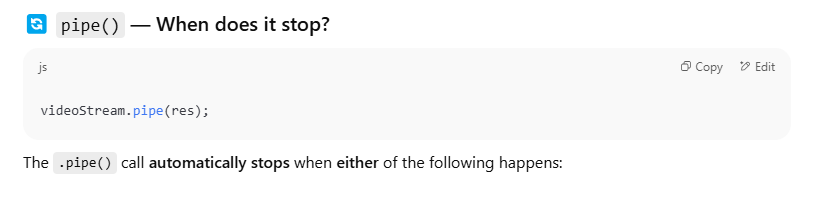 🔄 pipe() — When does it stop?
js Copy Edit
videoStream.pipe(res);
The .pipe() call automatically stops when either of the following happens: